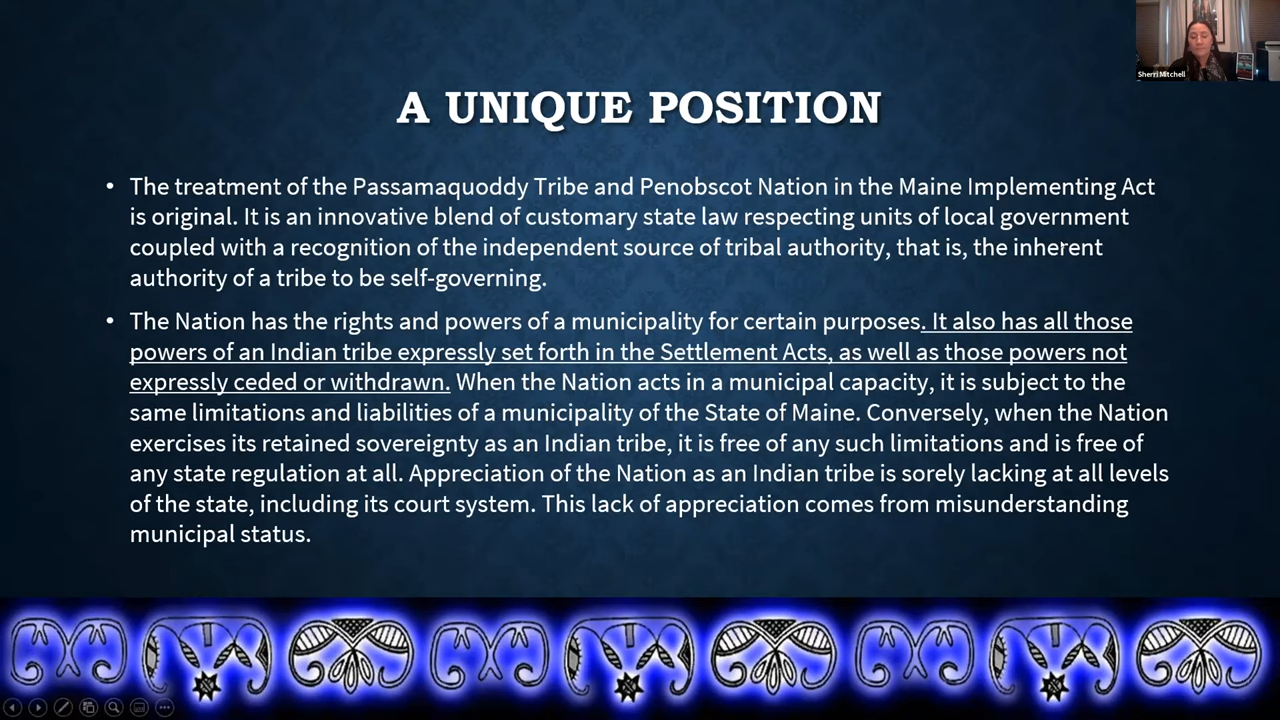 Sherri Mitchell
A UNIQUE POSITION
• The treatment of the Passamaquoddy Tribe and Penobscot Nation in the Maine Implementing Act
is original. It is an innovative blend of customary state law respecting units of local government
coupled with a recognition of the independent source of tribal authority, that is, the inherent
authority of a tribe to be self-governing.
• The Nation has the rights and powers of a municipality for certain purposes. It also has all those
powers of an Indian tribe expressly set forth in the Settlement Acts, as well as those powers not
expressly ceded or withdrawn. When the Nation acts in a municipal capacity, it is subject to the
same limitations and liabilities of a municipality of the State of Maine. Conversely, when the Nation
exercises its retained sovereignty as an Indian tribe, it is free of any such limitations and is free of
any state regulation at all. Appreciation of the Nation as an Indian tribe is sorely lacking at all levels
of the state, including its court system. This lack of appreciation comes from misunderstanding
municipal status.